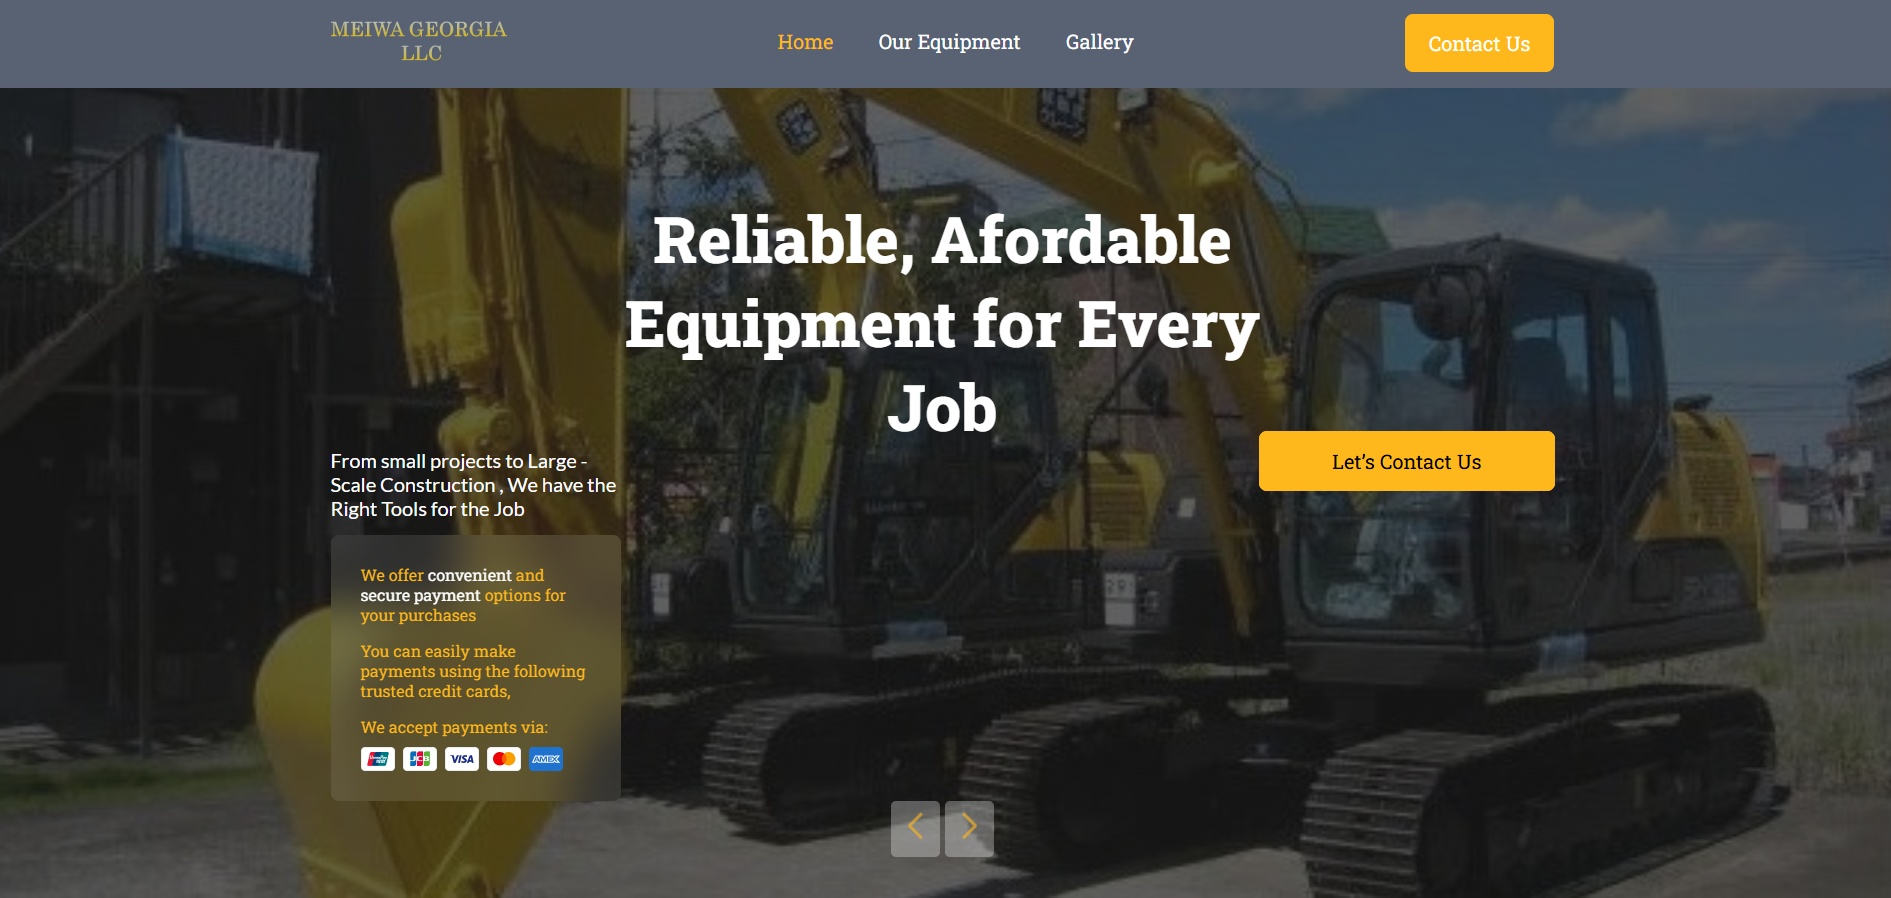 MEIWA GEORGIA
LLC
Home
Our Equipment
Gallery
Contact Us
Reliable, Afordable
Equipment for Every
Job
From small projects to Large -
Scale Construction , We have the
Right Tools for the Job
Let's Contact Us
We offer convenient and
secure payment options for
your purchases
You can easily make
payments using the following
trusted credit cards,
We accept payments via:
JCB
VISA
AMEX